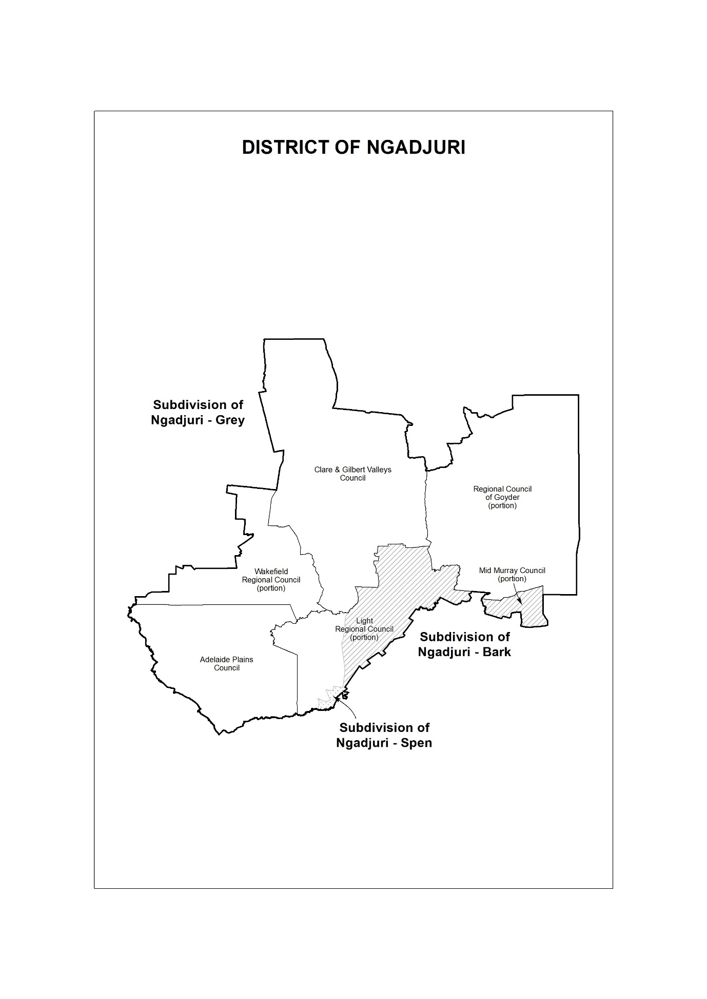 DISTRICT OF NGADJURI
Subdivision of
Ngadjuri - Grey
Clare & Gilbert Valleys
Council
Regional Council
of Goyder
(portion)
Wakefield
Regional Council
(portion)
Mid Murray Council
(portion)
Light
Regional Council
(portion)
Subdivision of
Ngadjuri - Bark
Adelaide Plains
Council
Subdivision of
Ngadjuri - Spen